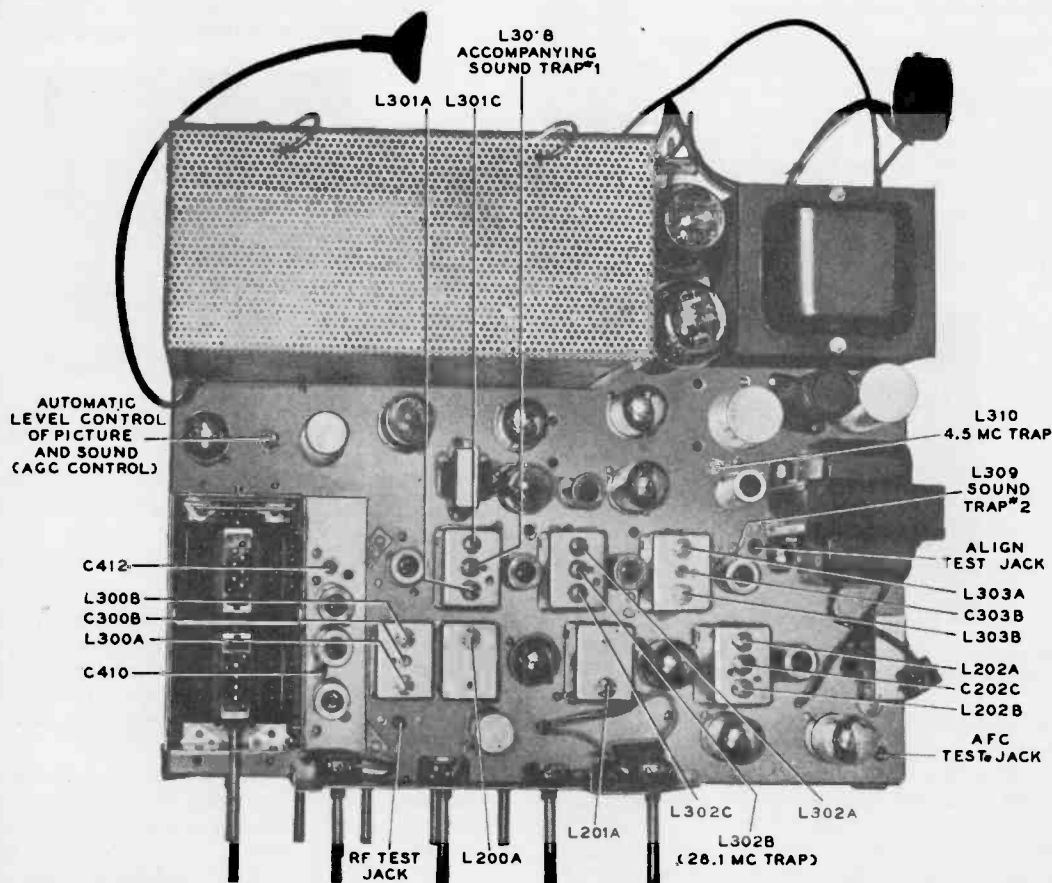 L30'B
ACCOMPANYING
SOUND TRAP#1
L301A
L301C
AUTOMATIC
LEVEL CONTROL
OF PICTURE
AND SOUND
(AGC CONTROL)
L310
4.5 MC TRAP
L309
SOUND
TRAP#2
ALIGN
TEST JACK
C412
L300B
C300B
L300A
C410
L303A
C303B
L303B
L202A
C202C
L202B
AFC
TEST JACK
L302C
L302A
L201A
L302B
(28.1 MC TRAP)
RF TEST
JACK
L200A